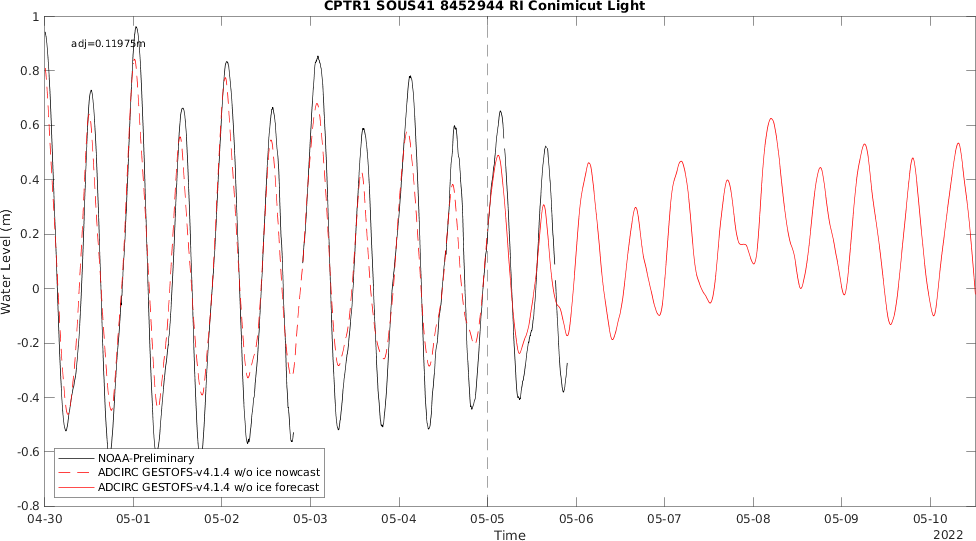 CPTR1 SOUS41 8452944 RI Conimicut Light
adj=0.11975m
1
0.8
0.6
0.4
0.2
0
-0.2
-0.4
-0.6
-0.8
Water Level (m)
NOAA-Preliminary
ADCIRC GESTOFS-v4.1.4 w/o ice nowcast
ADCIRC GESTOFS-v4.1.4 w/o ice forecast
04-30 05-01 05-02 05-03 05-04 05-05 05-06 05-07 05-08 05-09 05-10
Time
2022